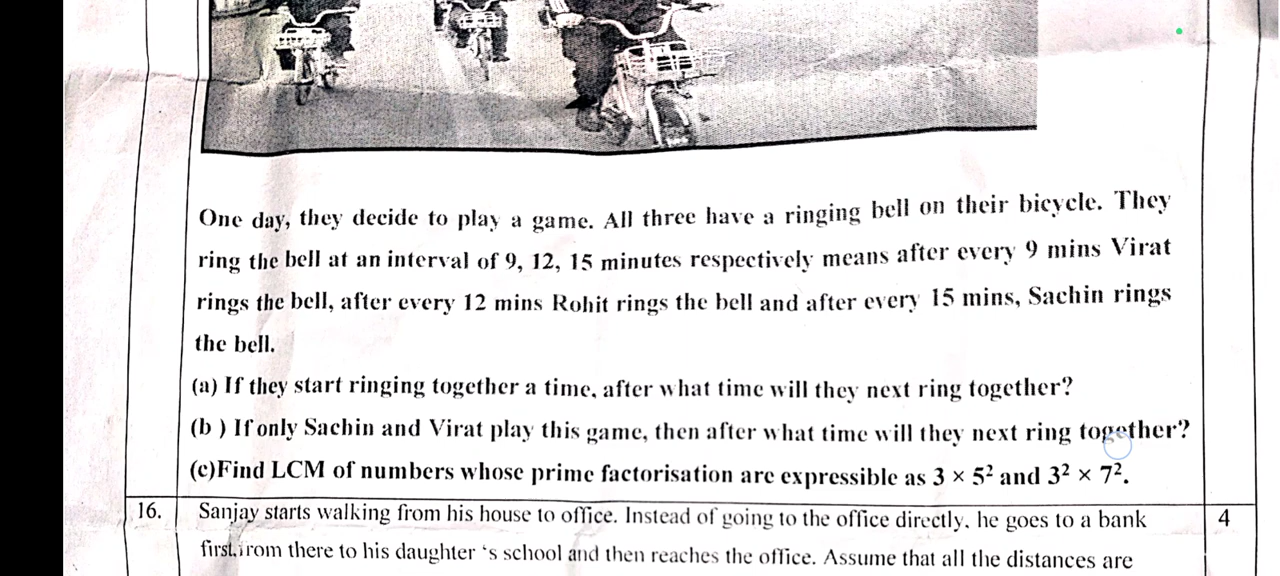 One day, they decide to play a game. All three have a ringing bell on their bicycle. They
ring the bell at an interval of 9, 12, 15 minutes respectively means after every 9 mins Virat
rings the bell, after every 12 mins Rohit rings the bell and after every 15 mins, Sachin rings
the bell.
(a) If they start ringing together a time, after what time will they next ring together?
(b ) If only Sachin and Virat play this game, then after what time will they next ring together?
(c)Find LCM of numbers whose prime factorisation are expressible as 3 × 5² and 3² × 7².
16. Sanjay starts walking from his house to office. Instead of going to the office directly, he goes to a bank 4
first, from there to his daughter 's school and then reaches the office. Assume that all the distances are